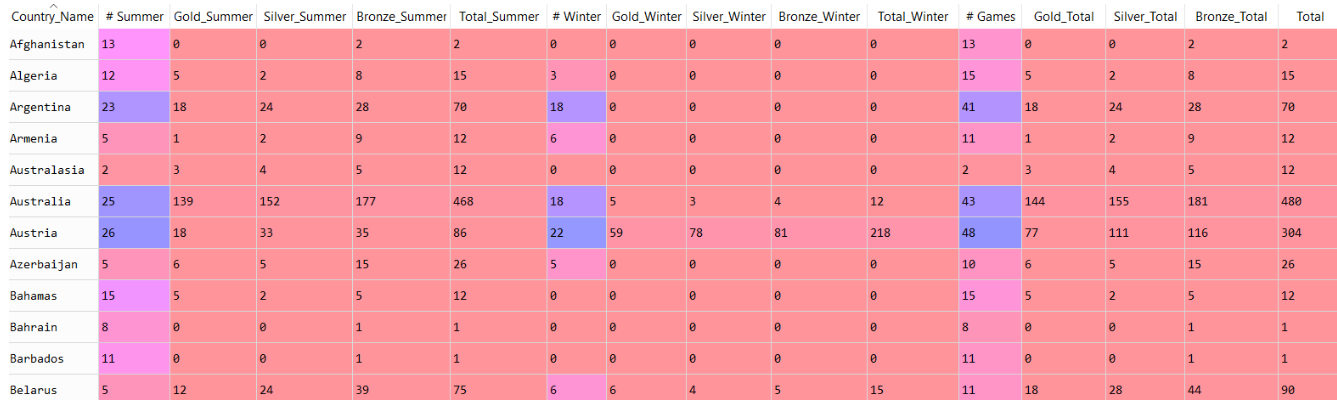 Country_Name # Summer Gold_Summer Silver_Summer Bronze_Summer Total_Summer # Winter Gold_Winter Silver_Winter Bronze_Winter Total_Winter # Games Gold_Total Silver_Total Bronze_Total Total
Afghanistan 13 0 0 2 2 0 0 0 0 0 13 0 0 2 2
Algeria 12 5 2 8 15 3 0 0 0 0 15 5 2 8 15
Argentina 23 18 24 28 70 18 0 0 0 0 41 18 24 28 70
Armenia 5 1 2 9 12 6 0 0 0 0 11 1 2 9 12
Australasia 2 3 4 5 12 0 0 0 0 0 2 3 4 5 12
Australia 25 139 152 177 468 18 5 3 4 12 43 144 155 181 480
Austria 26 18 33 35 86 22 59 78 81 218 48 77 111 116 304
Azerbaijan 5 6 5 15 26 5 0 0 0 0 10 6 5 15 26
Bahamas 15 5 2 5 12 0 0 0 0 0 15 5 2 5 12
Bahrain 8 0 0 1 1 0 0 0 0 0 8 0 0 1 1
Barbados 11 0 0 1 1 0 0 0 0 0 11 0 0 1 1
Belarus 5 12 24 39 75 6 6 4 5 15 11 18 28 44 90